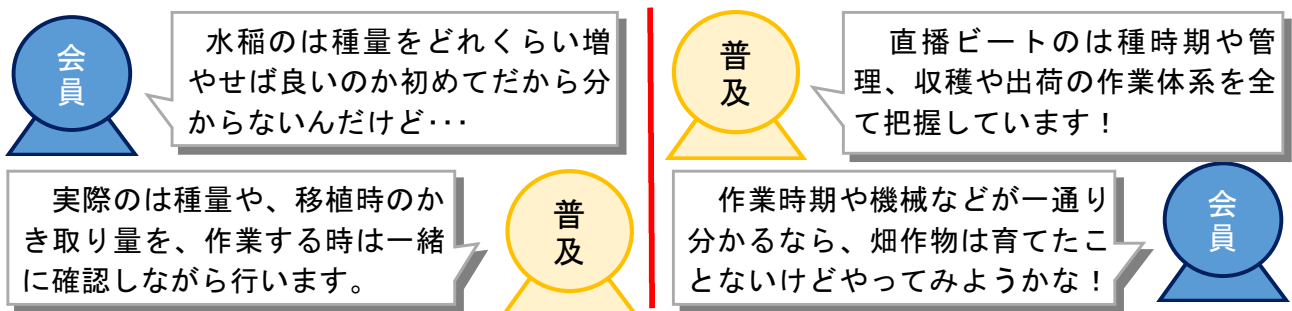 会員
水稲のは種量をどれくらい増
やせば良いのか初めてだから分
からないんだけど･･･
実際のは種量や、移植時のか
き取り量を、作業する時は一緒
に確認しながら行います。
普及
普及
直播ビートのは種時期や管
理、収穫や出荷の作業体系を全
て把握しています！
作業時期や機械などが一通り
分かるなら、畑作物は育てたこ
とないけどやってみようかな！
会員